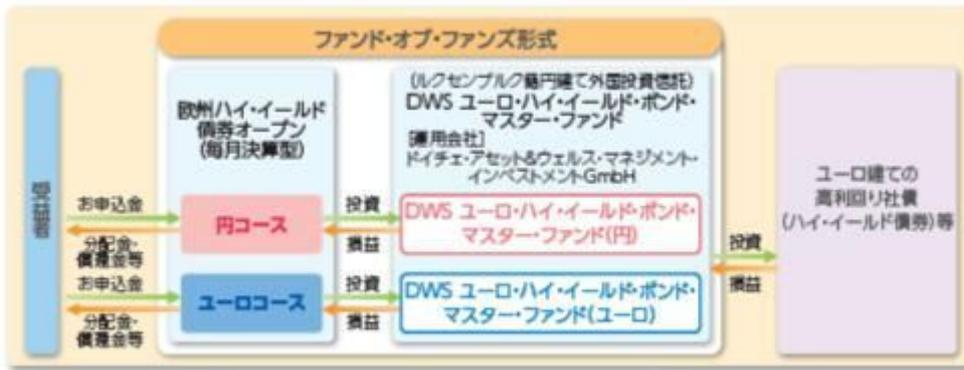 ファンド・オブ・ファンズ形式
受益者
欧州ハイ・イールド
債券オープン
(毎月決算型)
(ルクセンブルク籍円建て外国投資信託)
DWS ユーロ・ハイ・イールド・ボンド・
マスター・ファンド
[運用会社]
ドイチェ・アセット&ウェルス・マネジメント・
インベストメントGmbH
お申込金
分配金・
償還金等
円コース
投資
損益
DWS ユーロ・ハイ・イールド・ボンド・
マスター・ファンド(円)
お申込金
分配金・
償還金等
ユーロコース
投資
損益
DWS ユーロ・ハイ・イールド・ボンド・
マスター・ファンド(ユーロ)
投資
損益
ユーロ建ての
高利回り社債
(ハイ・イールド債券)等